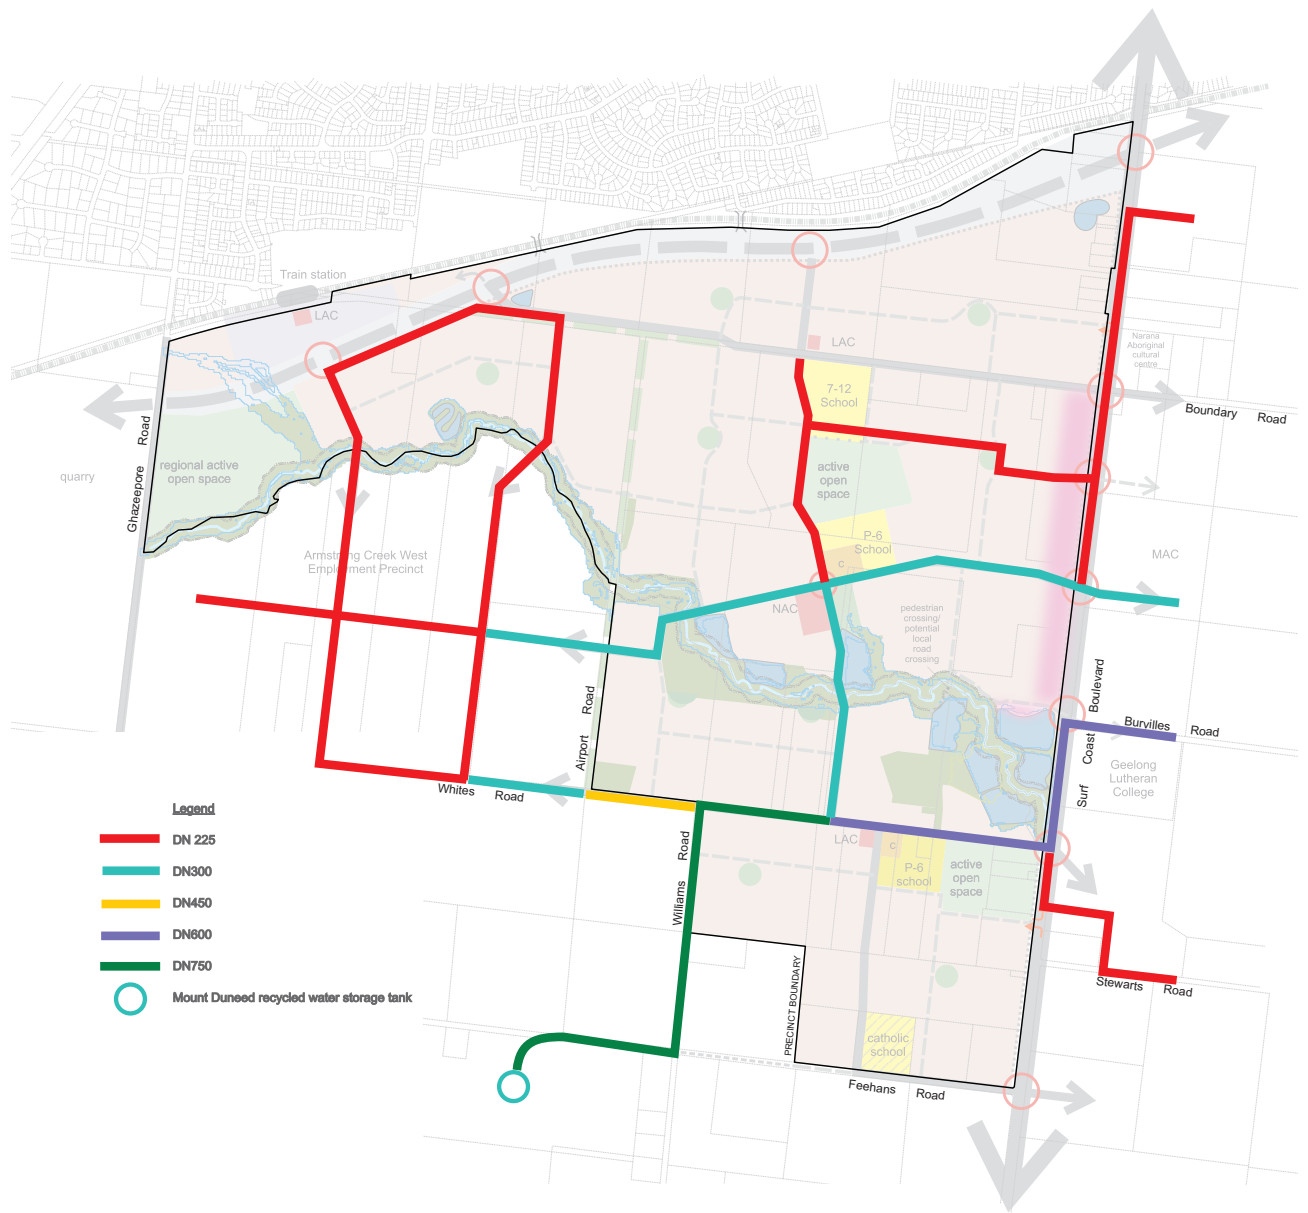 Train station
LAC
Narana
Aboriginal
cultural
centre
LAC
7-12
School
Boundary Road
Ghazeepore Road
quarry
regional active
open space
active
open
space
P-6
School
c
MAC
Armstrong Creek West
Employment Precinct
NAC
pedestrian
crossing/
potential
local
road
crossing
Airport Road
Surf Coast Boulevard
Burvilles Road
Geelong
Lutheran
College
Whites Road
Legend
DN 225
DN300
DN450
DN600
DN750
Mount Duneed recycled water storage tank
Williams Road
LAC
c
P-6
school
active
open
space
PRECINCT BOUNDARY
Stewarts Road
catholic
school
Feehans Road